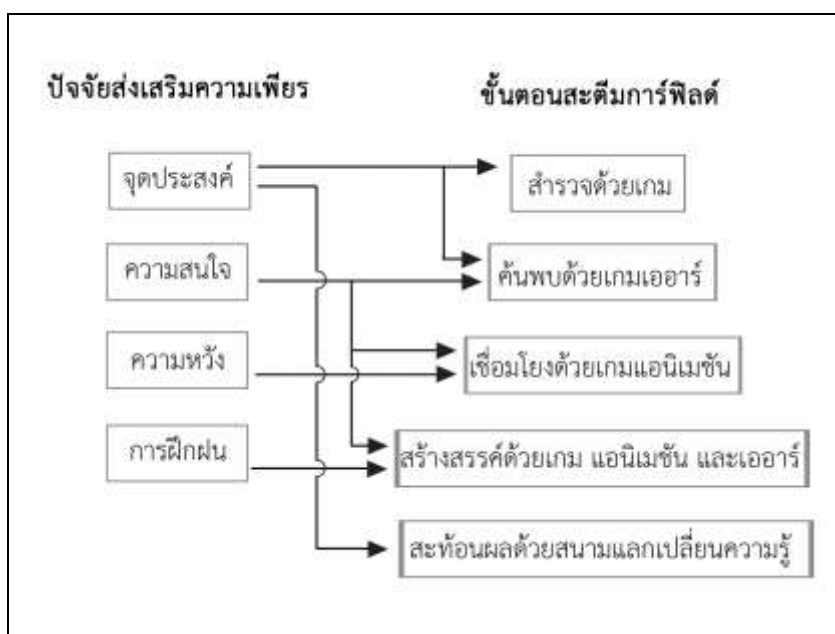 ปัจจัยส่งเสริมความเพียร
ขั้นตอนสะตีมการ์ฟิลด์
จุดประสงค์
สำรวจด้วยเกม
ความสนใจ
ค้นพบด้วยเกมเออาร์
ความหวัง
เชื่อมโยงด้วยเกมแอนิเมชัน
การฝึกฝน
สร้างสรรค์ด้วยเกม แอนิเมชัน และเออาร์
สะท้อนผลด้วยสนามแลกเปลี่ยนความรู้